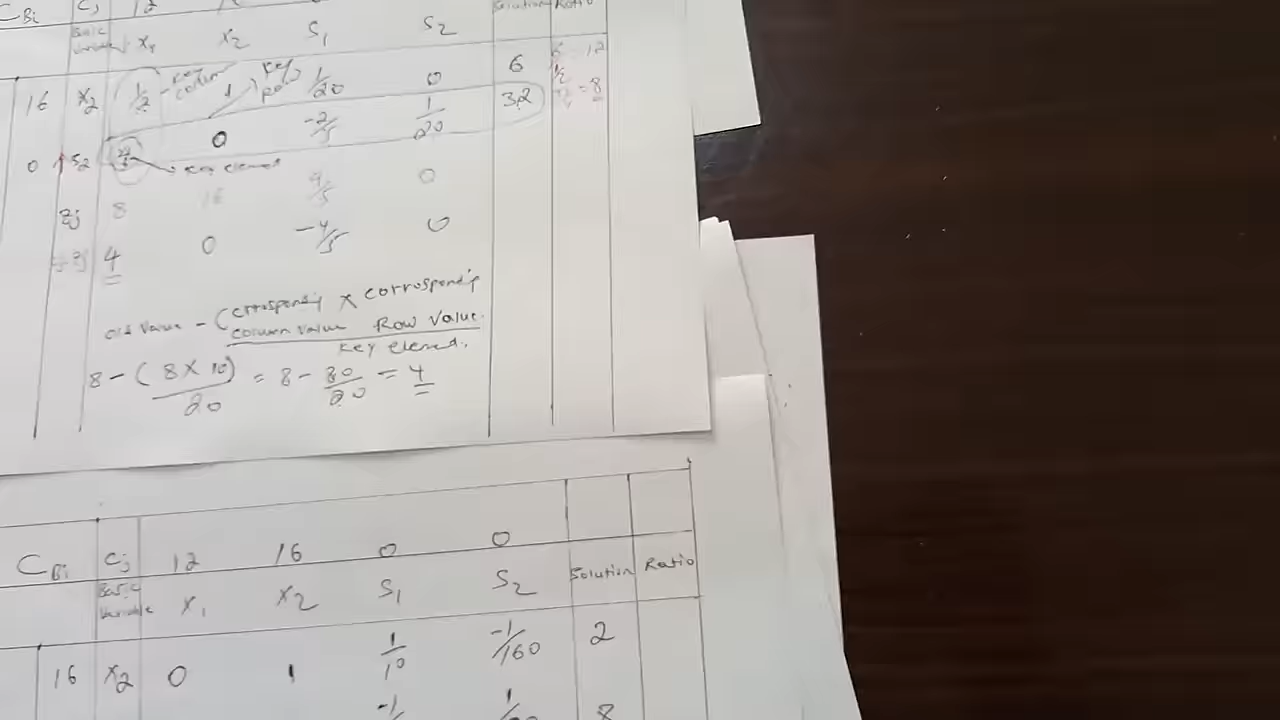 CBi Cj 12 Solution Ratio
Basic Variable x1 x2 S1 S2
16 x2 1/2 key column 1 key row 1/20 0 6 12
0 S2 0 -2/5 1/20 32 = 8
key element
Zj 8 16 4/5 0
4 0 -4/5 0
old value - (corresponding column value X corresponding Row value
Key element.
8 - (8 X 10) / 20 = 8 - 80/20 = 4
CBi Cj 12 16 0 0
Basic Variable x1 x2 S1 S2 Solution Ratio
16 x2 0 1 1/10 -1/160 2
-1/ 1/ 8